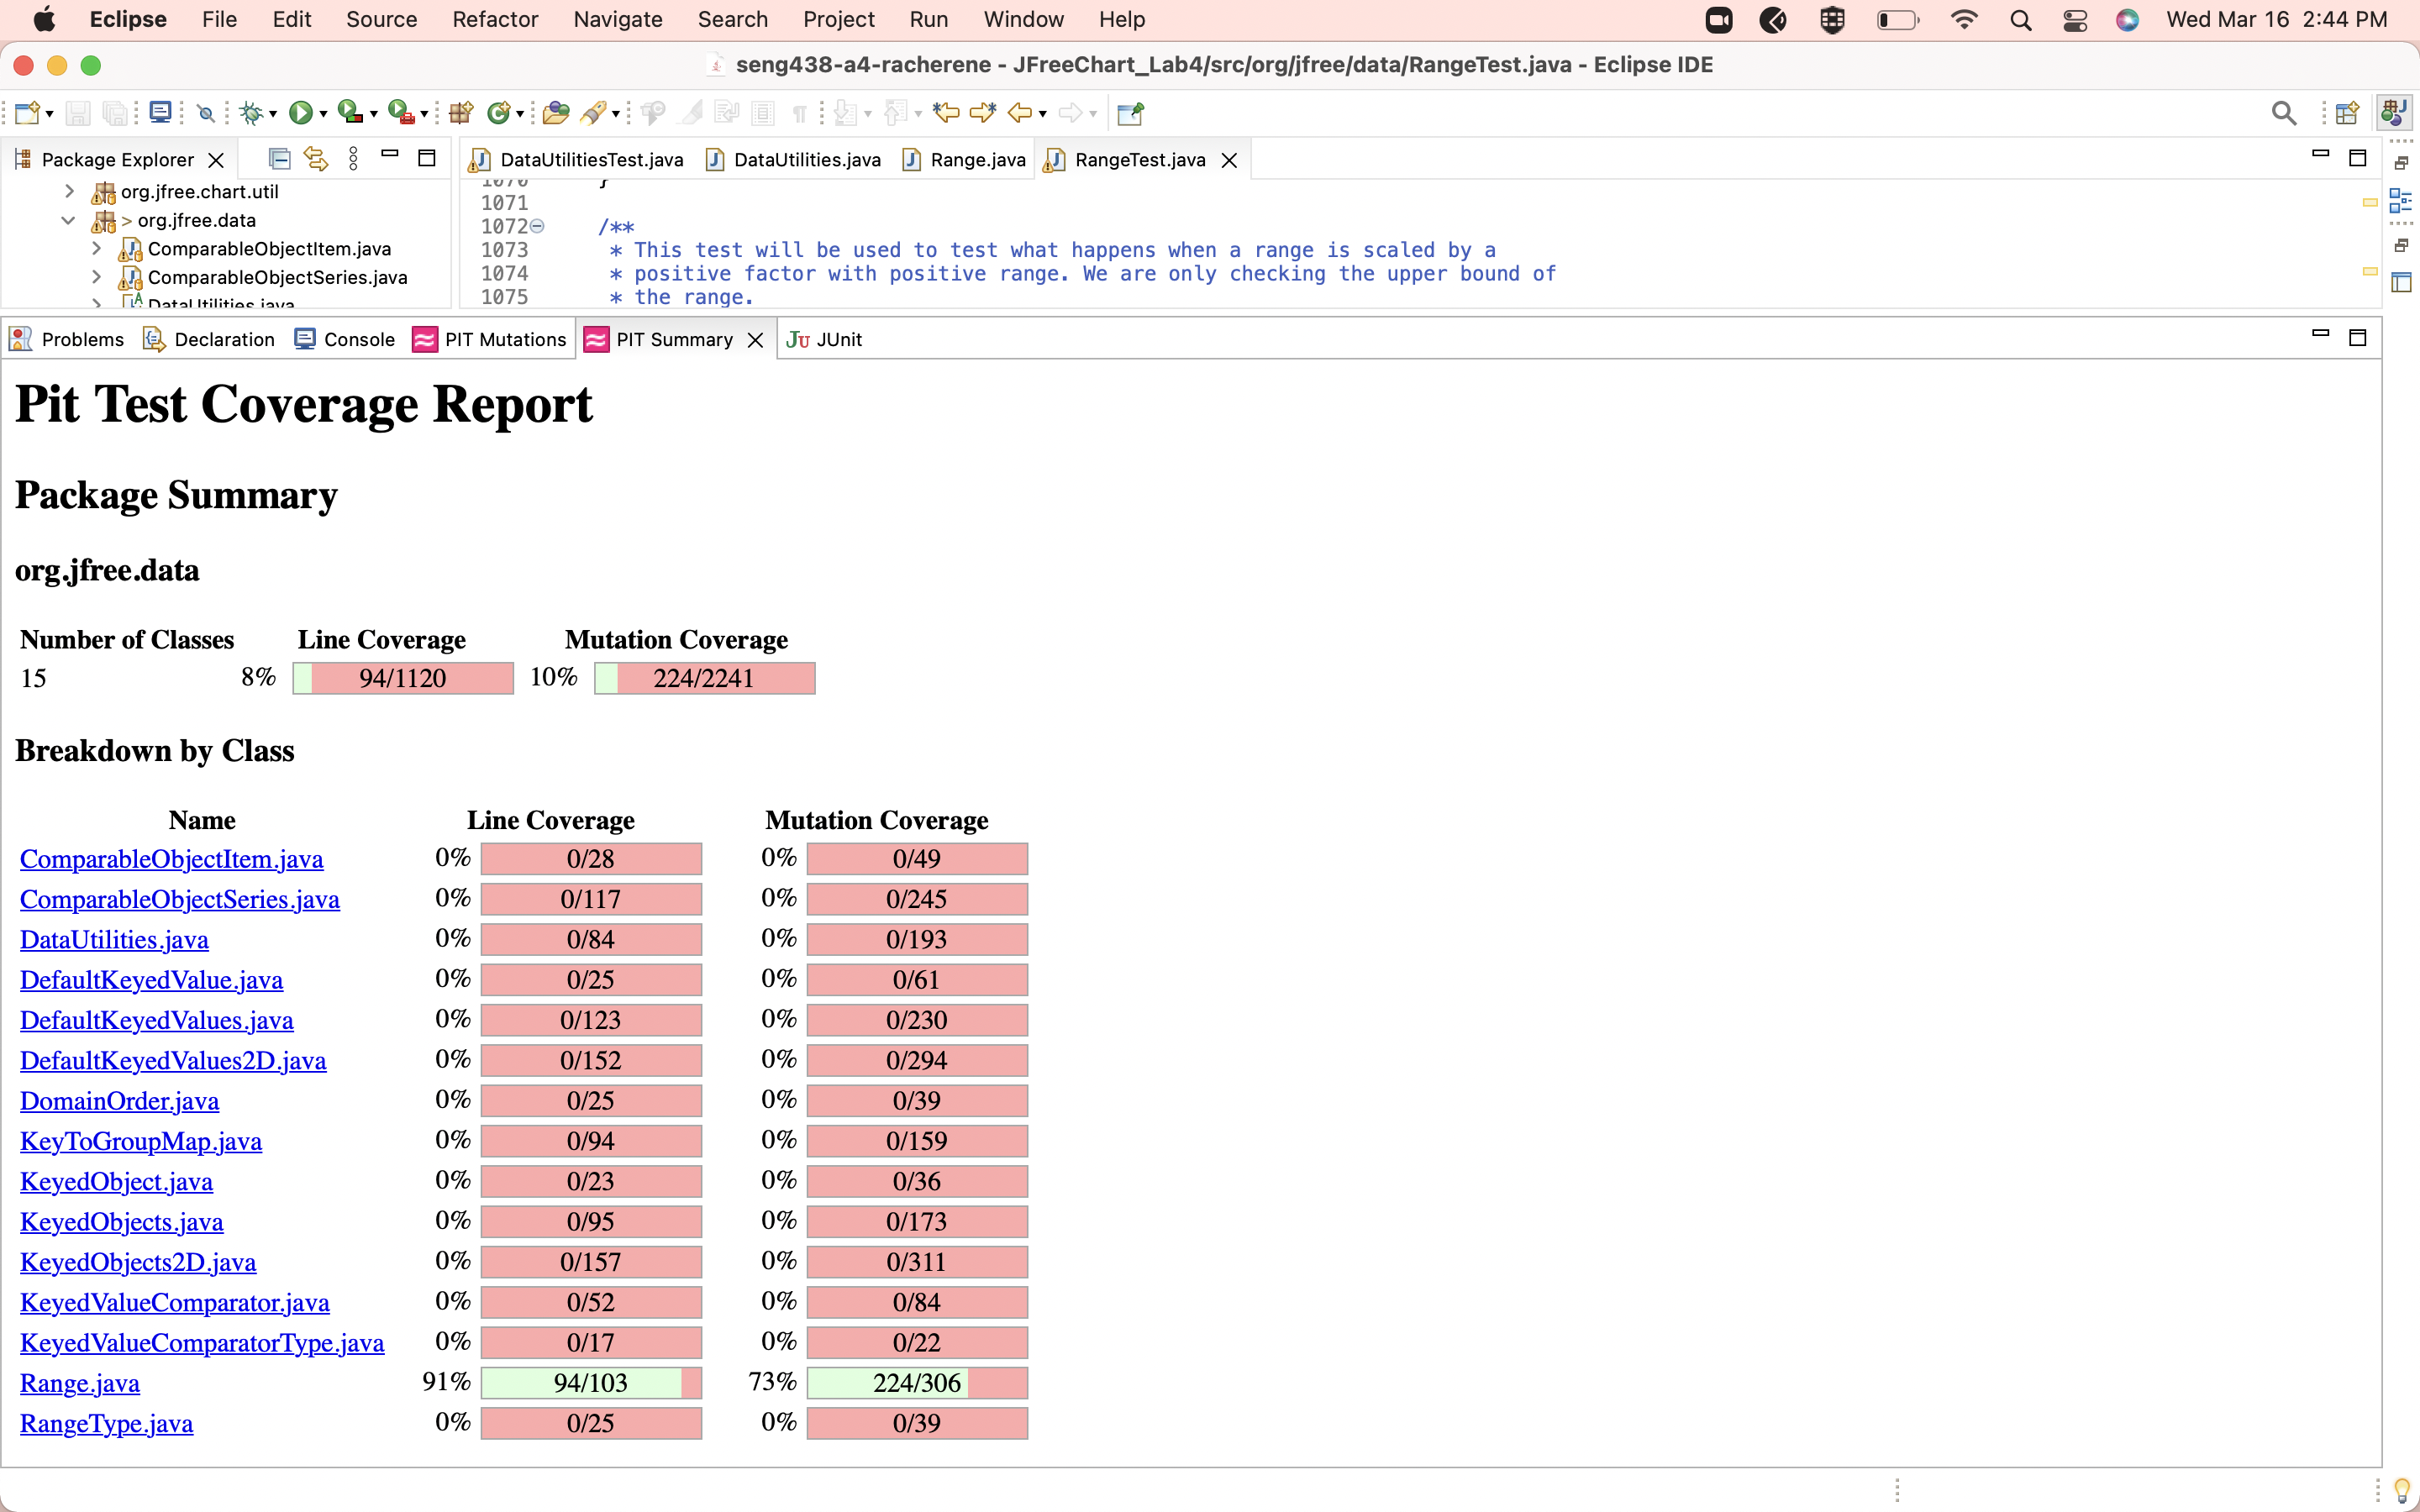 Eclipse File Edit Source Refactor Navigate Search Project Run Window Help Wed Mar 16 2:44 PM
seng438-a4-racherene - JFreeChart_Lab4/src/org/jfree/data/RangeTest.java - Eclipse IDE
Package Explorer
DataUtilitiesTest.java DataUtilities.java Range.java RangeTest.java
org.jfree.chart.util
> org.jfree.data
ComparableObjectItem.java
ComparableObjectSeries.java
DataUtilities.java
1070 }
1071
1072 /**
1073 * This test will be used to test what happens when a range is scaled by a
1074 * positive factor with positive range. We are only checking the upper bound of
1075 * the range.
Problems Declaration Console PIT Mutations PIT Summary JUnit
Pit Test Coverage Report
Package Summary
org.jfree.data
Number of Classes Line Coverage Mutation Coverage
15 8% 94/1120 10% 224/2241
Breakdown by Class
Name Line Coverage Mutation Coverage
ComparableObjectItem.java 0% 0/28 0% 0/49
ComparableObjectSeries.java 0% 0/117 0% 0/245
DataUtilities.java 0% 0/84 0% 0/193
DefaultKeyedValue.java 0% 0/25 0% 0/61
DefaultKeyedValues.java 0% 0/123 0% 0/230
DefaultKeyedValues2D.java 0% 0/152 0% 0/294
DomainOrder.java 0% 0/25 0% 0/39
KeyToGroupMap.java 0% 0/94 0% 0/159
KeyedObject.java 0% 0/23 0% 0/36
KeyedObjects.java 0% 0/95 0% 0/173
KeyedObjects2D.java 0% 0/157 0% 0/311
KeyedValueComparator.java 0% 0/52 0% 0/84
KeyedValueComparatorType.java 0% 0/17 0% 0/22
Range.java 91% 94/103 73% 224/306
RangeType.java 0% 0/25 0% 0/39